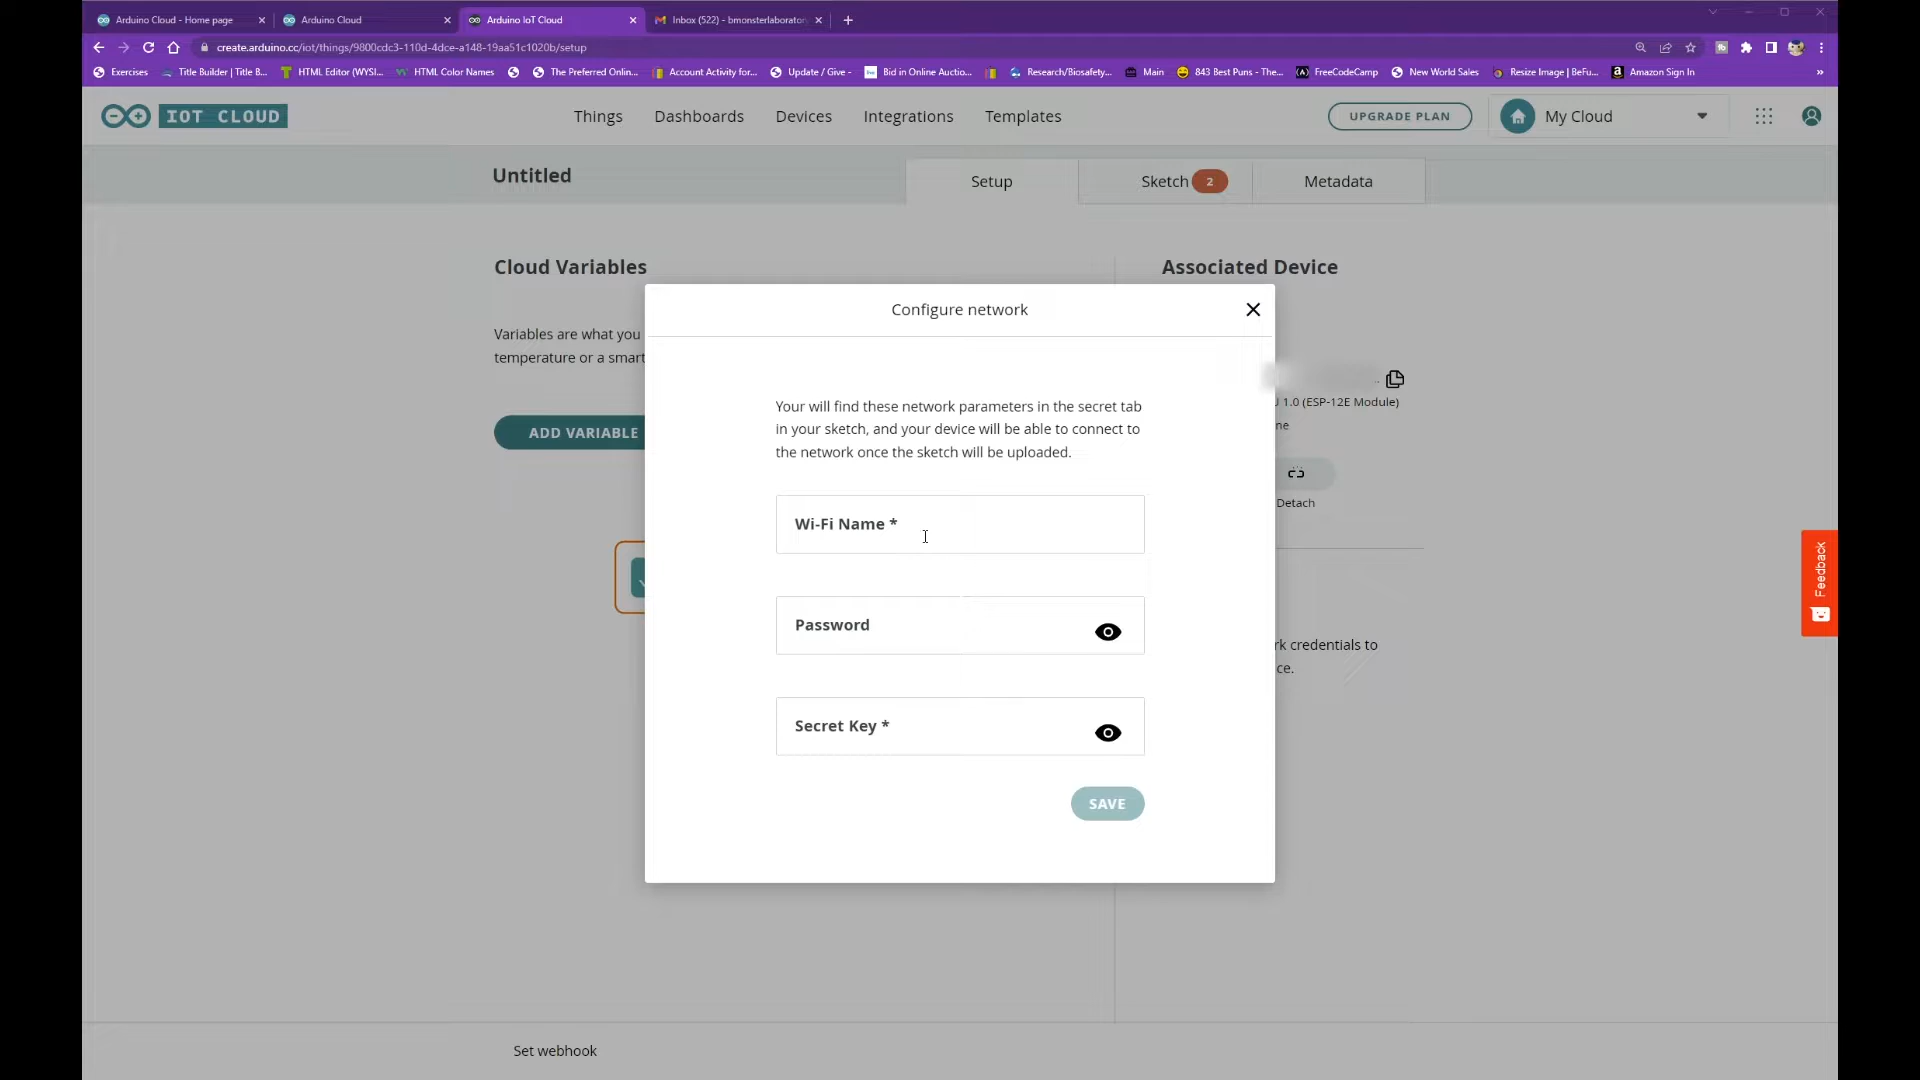 Arduino Cloud - Home page
Arduino Cloud
Arduino IoT Cloud
Inbox (522) - bmonsterlaborator
create.arduino.cc/iot/things/9800cdc3-110d-4dce-a148-19aa51c1020b/setup
Exercises
Title Builder | Title B...
HTML Editor (WYSI...
HTML Color Names
The Preferred Onlin...
Account Activity for...
Update / Give -
Bid in Online Auctio...
Research/Biosafety...
Main
843 Best Puns - The...
FreeCodeCamp
New World Sales
Resize Image | BeFu...
Amazon Sign In
»
IOT CLOUD
Things
Dashboards
Devices
Integrations
Templates
UPGRADE PLAN
My Cloud
Untitled
Setup
Sketch 2
Metadata
Cloud Variables
Associated Device
Variables are what you
temperature or a smart
ADD VARIABLE
Configure network
Your will find these network parameters in the secret tab
in your sketch, and your device will be able to connect to
the network once the sketch will be uploaded.
Wi-Fi Name *
Password
Secret Key *
SAVE
1.0 (ESP-12E Module)
ne
Detach
rk credentials to
ce.
Feedback
Set webhook